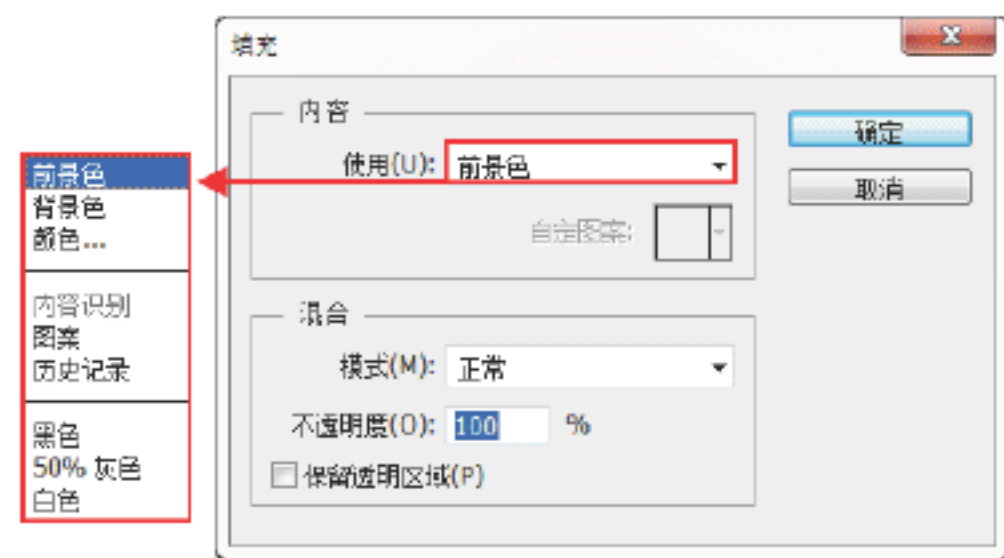 填充
内容
使用(U): 前景色
自定图案:
混合
模式(M): 正常
不透明度(O): 100 %
保留透明区域(P)
确定
取消
前景色
背景色
颜色...
内容识别
图案
历史记录
黑色
50% 灰色
白色